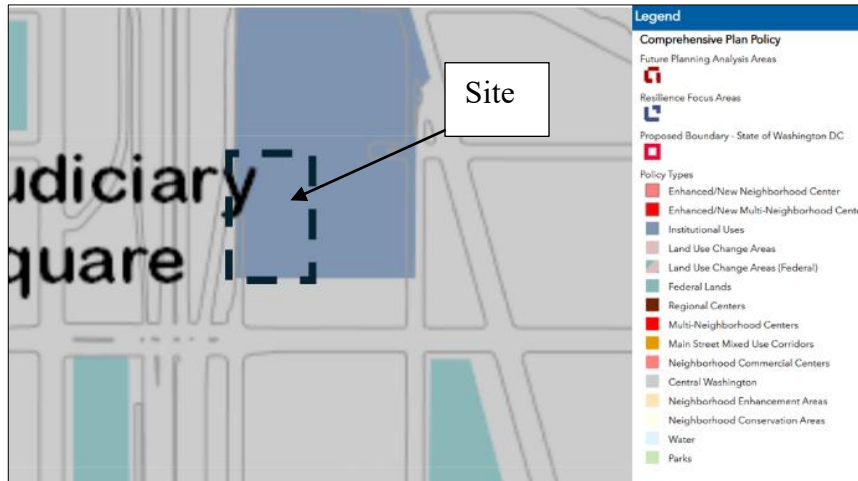 Site
udiciary
quare
Legend
Comprehensive Plan Policy
Future Planning Analysis Areas
Resilience Focus Areas
Proposed Boundary - State of Washington DC
Policy Types
Enhanced/New Neighborhood Center
Enhanced/New Multi-Neighborhood Cente
Institutional Uses
Land Use Change Areas
Land Use Change Areas (Federal)
Federal Lands
Regional Centers
Multi-Neighborhood Centers
Main Street Mixed Use Corridors
Neighborhood Commercial Centers
Central Washington
Neighborhood Enhancement Areas
Neighborhood Conservation Areas
Water
Parks